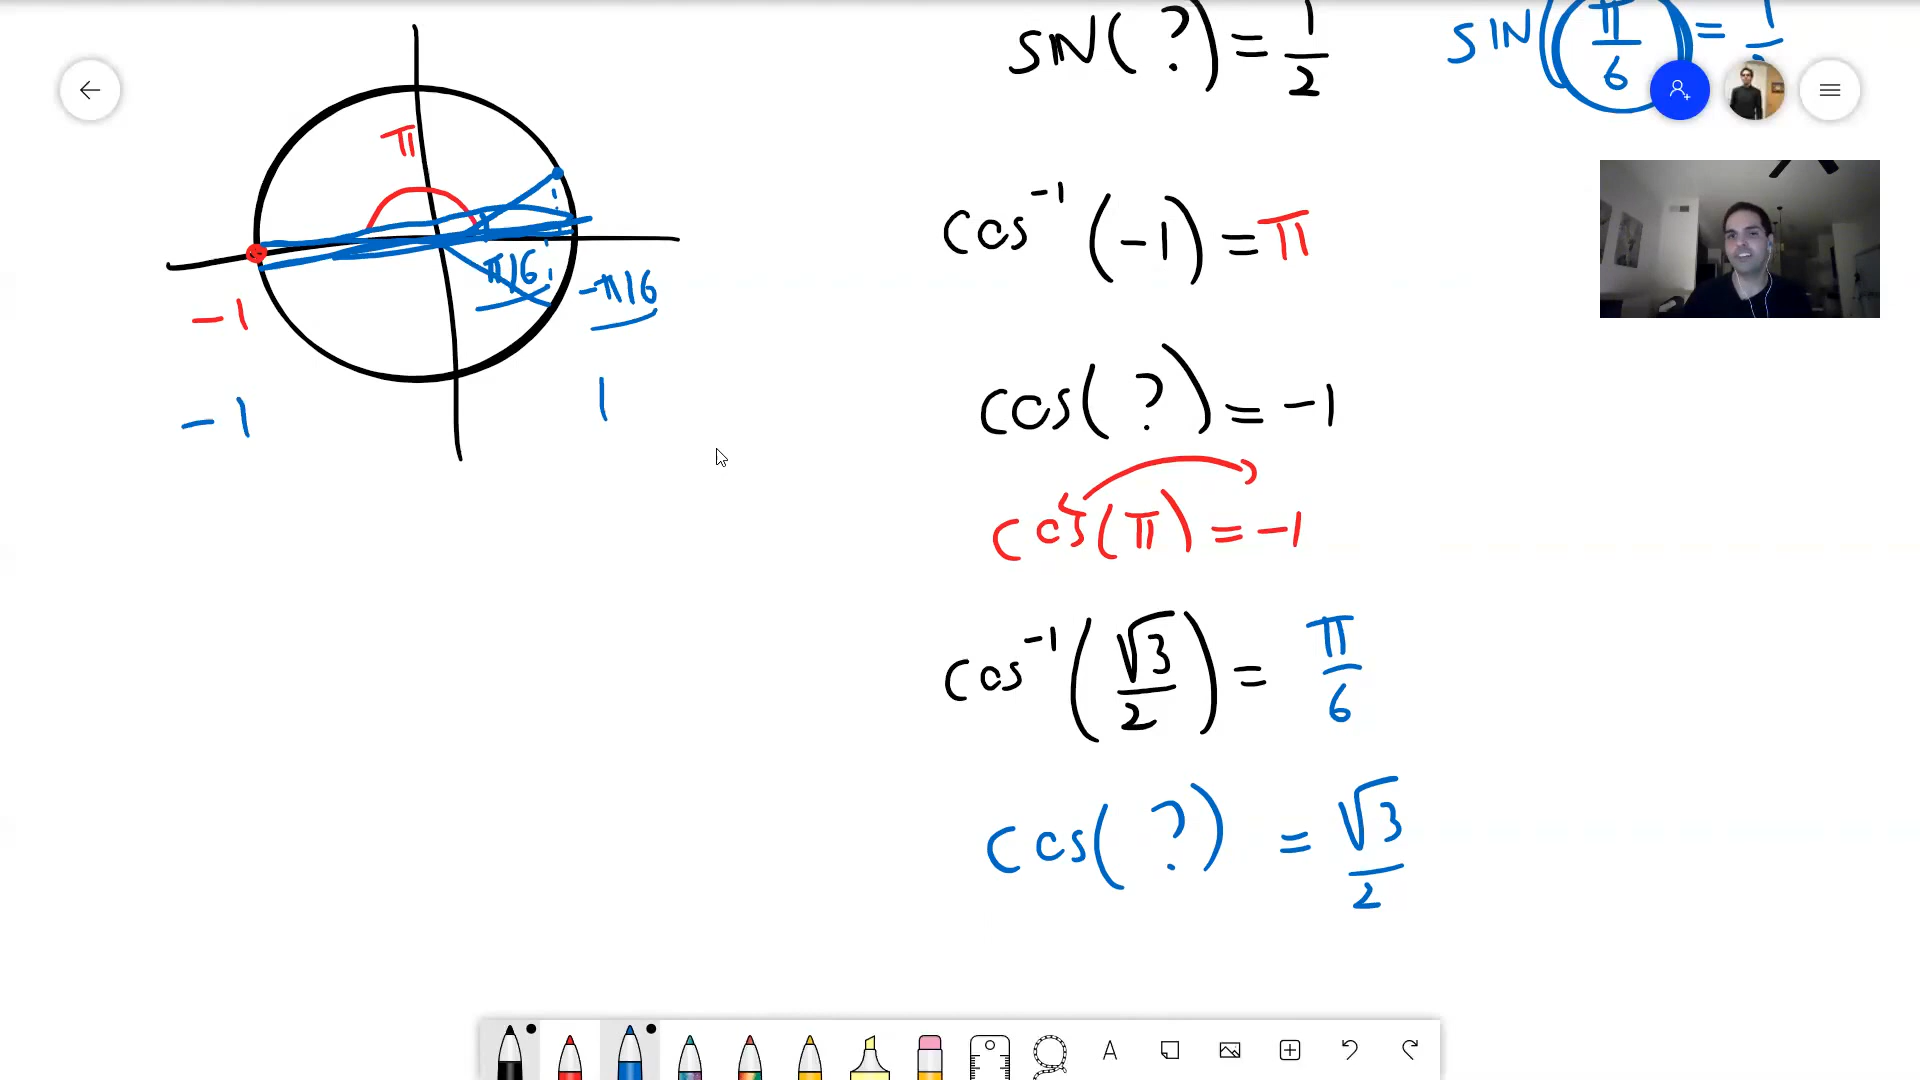 SIN(?) = 1/2
SIN(π/6) = 1/
π
π/6
-π/6
-1
-1
1
cos⁻¹(-1) = π
cos(?) = -1
cos(π) = -1
cos⁻¹(√3/2) = π/6
cos(?) = √3/2
A